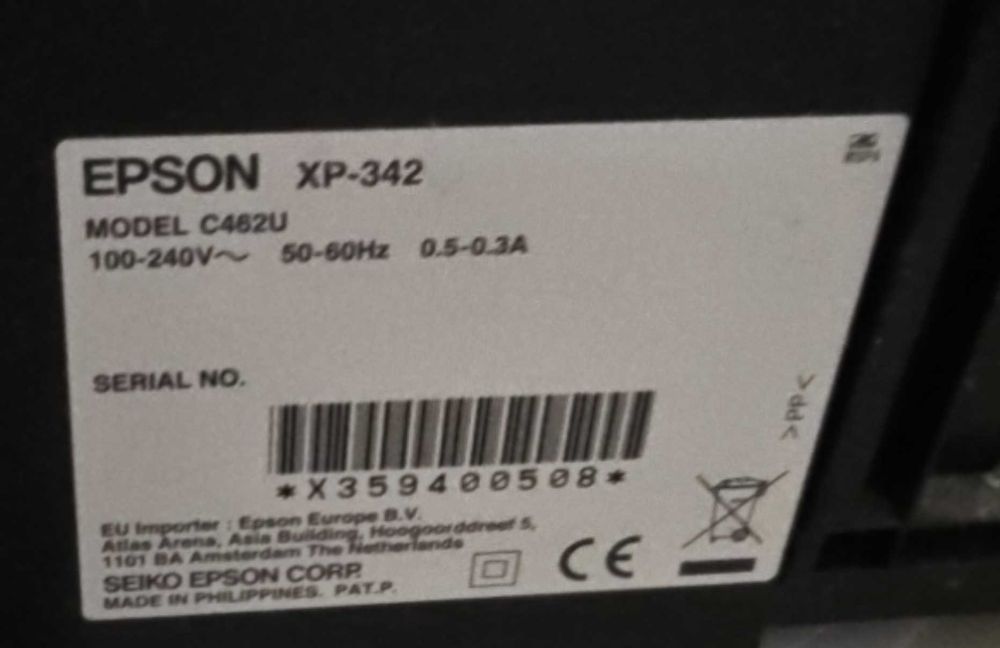 EPSON XP-342
MODEL C462U
100-240V~ 50-60Hz 0.5-0.3A
SERIAL NO.
>PP<
*X359400508*
EU Importer : Epson Europe B.V.
Atlas Arena, Asia Building, Hoogoorddreef 5,
1101 BA Amsterdam The Netherlands
SEIKO EPSON CORP.
CE
MADE IN PHILIPPINES. PAT.P.